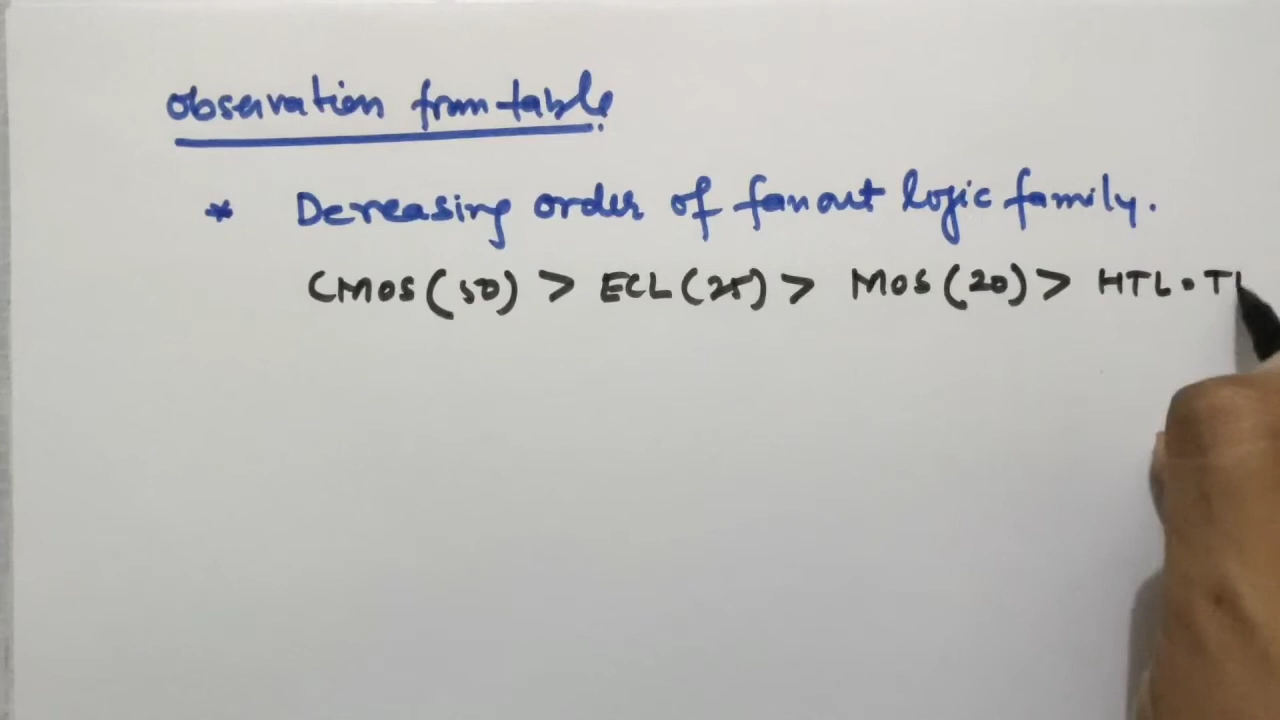 Observation from table
* Decreasing order of fanout logic family.
CMOS (50) > ECL (25) > MOS (20) > HTL .